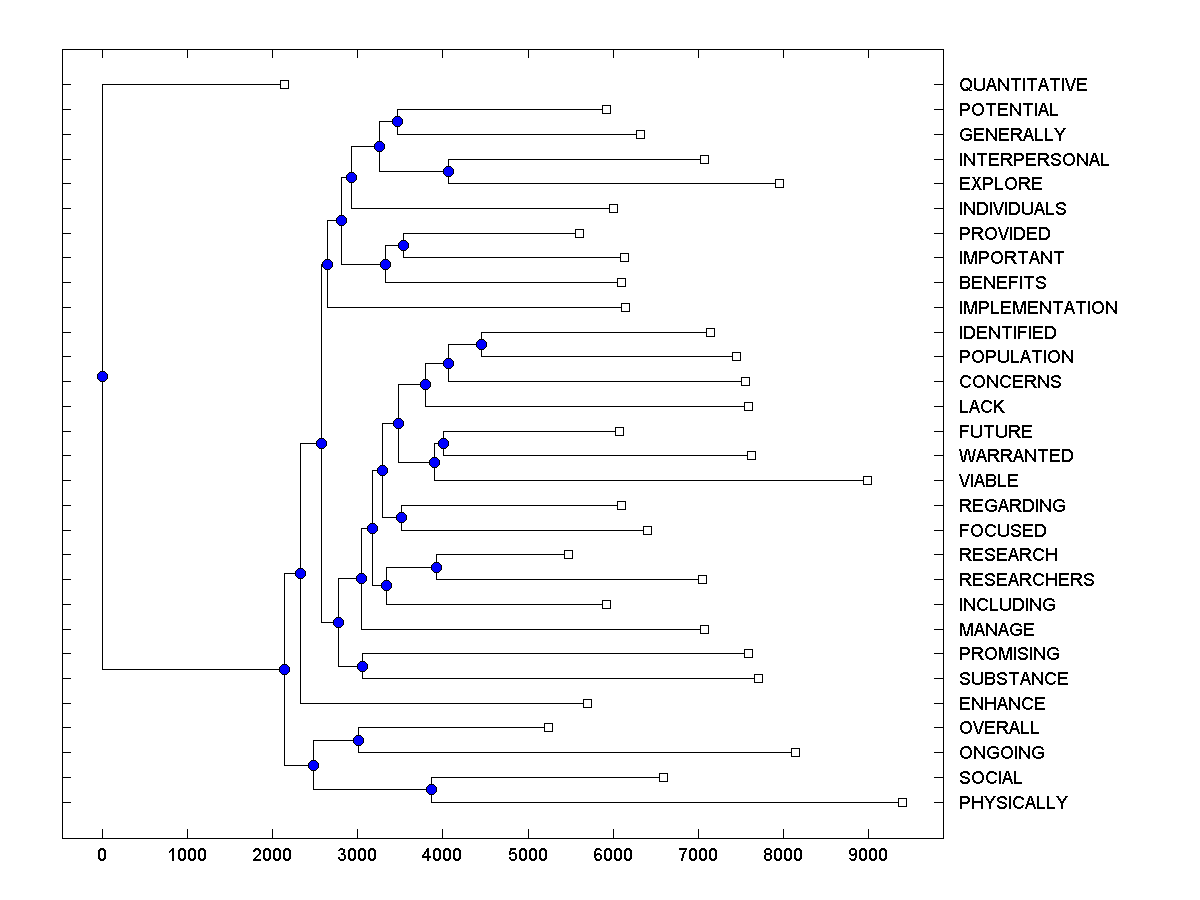 QUANTITATIVE
POTENTIAL
GENERALLY
INTERPERSONAL
EXPLORE
INDIVIDUALS
PROVIDED
IMPORTANT
BENEFITS
IMPLEMENTATION
IDENTIFIED
POPULATION
CONCERNS
LACK
FUTURE
WARRANTED
VIABLE
REGARDING
FOCUSED
RESEARCH
RESEARCHERS
INCLUDING
MANAGE
PROMISING
SUBSTANCE
ENHANCE
OVERALL
ONGOING
SOCIAL
PHYSICALLY
0 1000 2000 3000 4000 5000 6000 7000 8000 9000